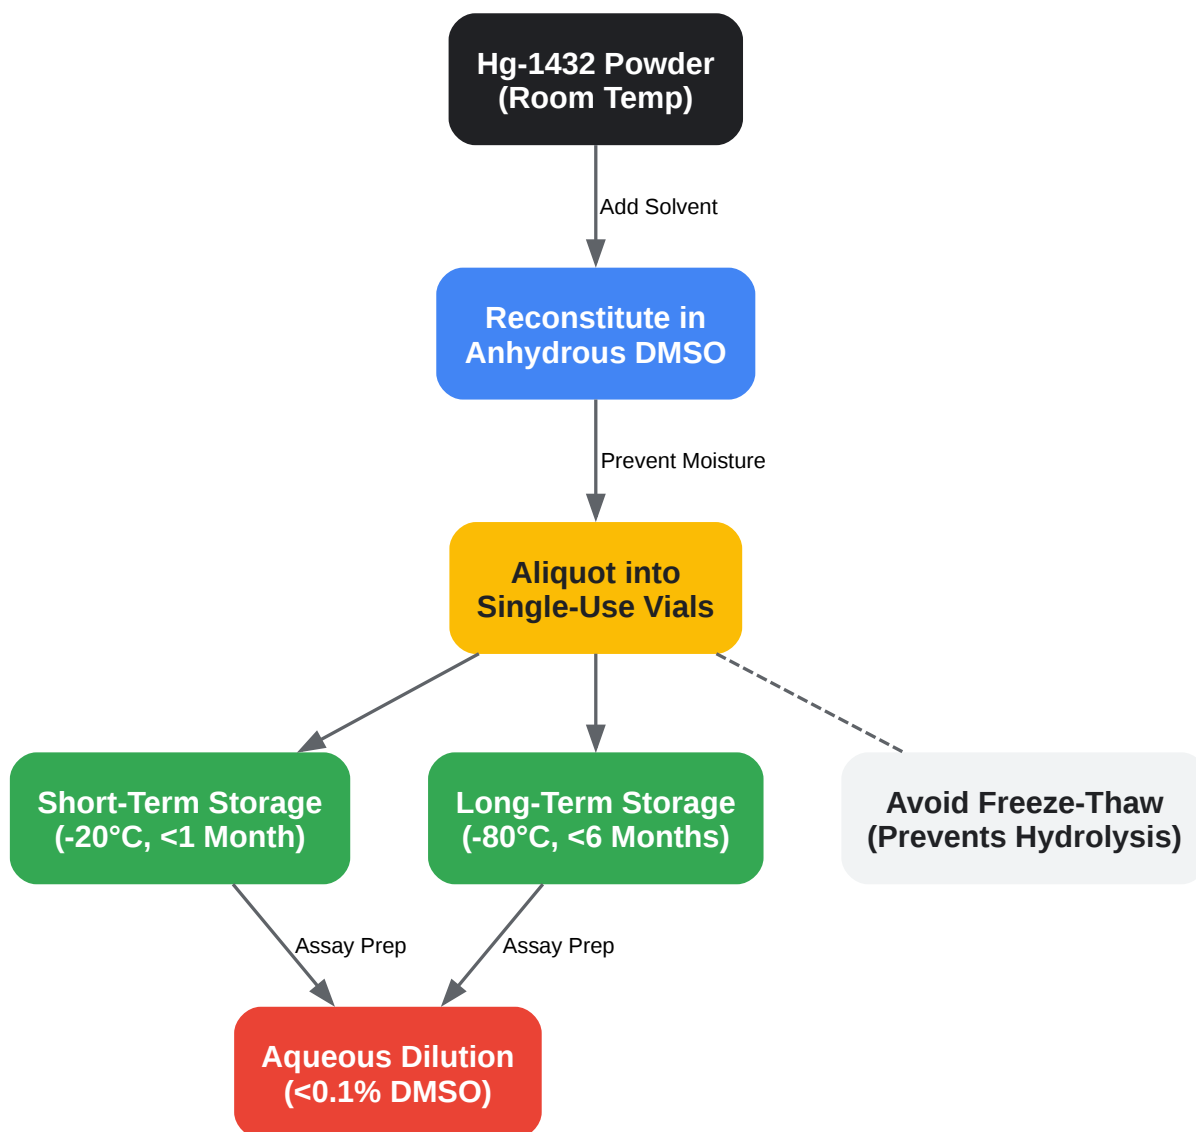 Hg-1432 Powder
(Room Temp)
Add Solvent
Reconstitute in
Anhydrous DMSO
Prevent Moisture
Aliquot into
Single-Use Vials
Short-Term Storage
(-20°C, <1 Month)
Long-Term Storage
(-80°C, <6 Months)
Avoid Freeze-Thaw
(Prevents Hydrolysis)
Assay Prep
Assay Prep
Aqueous Dilution
(<0.1% DMSO)